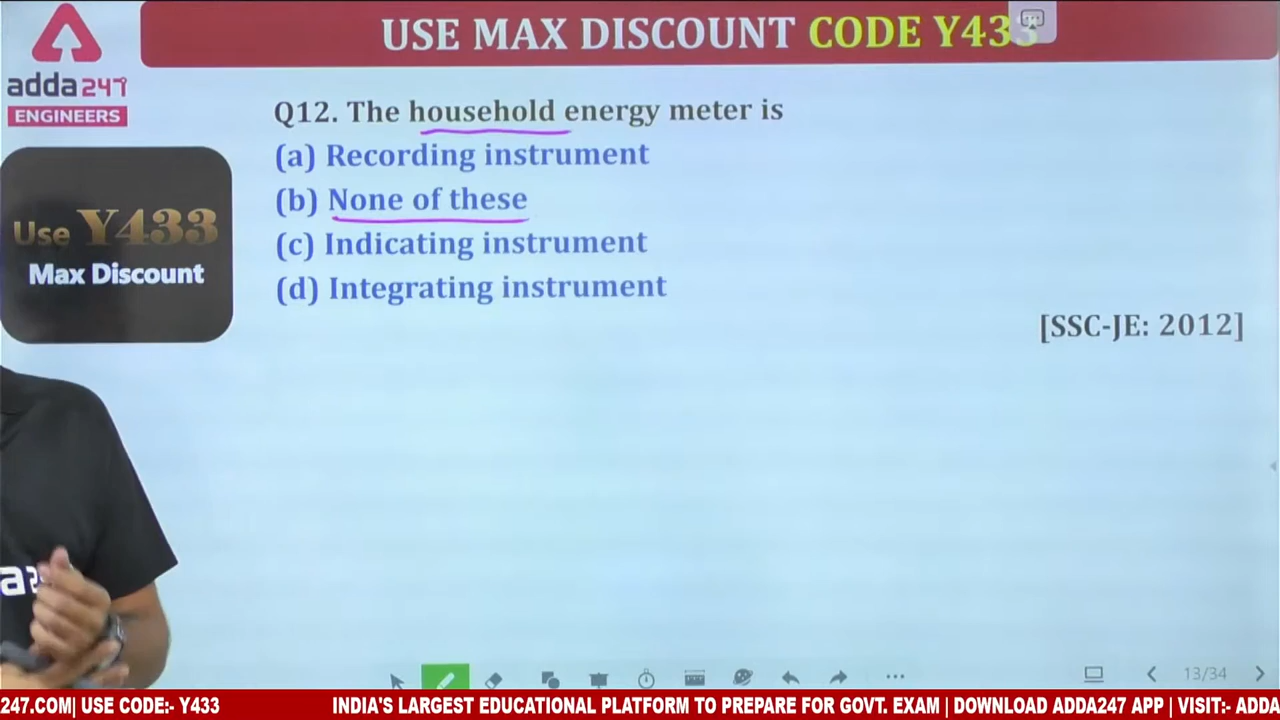 USE MAX DISCOUNT CODE Y433
adda247
ENGINEERS
Q12. The household energy meter is
(a) Recording instrument
(b) None of these
(c) Indicating instrument
(d) Integrating instrument
[SSC-JE: 2012]
Use Y433
Max Discount
a2
13/34
247.COM| USE CODE:- Y433 INDIA'S LARGEST EDUCATIONAL PLATFORM TO PREPARE FOR GOVT. EXAM | DOWNLOAD ADDA247 APP | VISIT:- ADDA